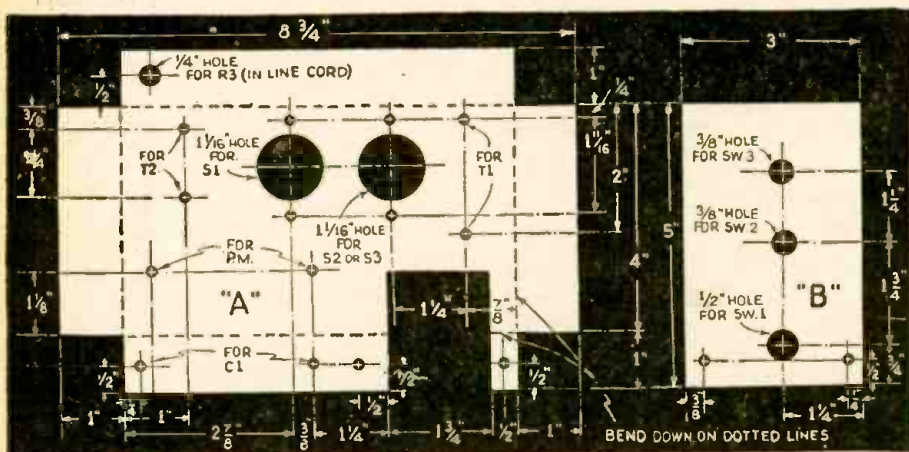 8 3/4"
1/4" HOLE
FOR R3 (IN LINE CORD)
1/2"
3/8
3/4"
FOR
T2
1 1/16" HOLE
FOR
S1
1 1/16" HOLE
FOR
S2 OR S3
FOR
T1
1"
1/4"
1 11/16"
2"
4"
5"
FOR
P.M.
"A"
1 1/8"
1 1/4"
7/8"
FOR
C1
1/2"
1/2"
1/2"
1"
1/2"
1"
1"
1/4
2 7/8"
3/8
1 1/4"
1 3/4"
1/2"
1"
BEND DOWN ON DOTTED LINES
3"
3/8" HOLE
FOR SW.3
3/8" HOLE
FOR SW.2
1/2" HOLE
FOR SW.1
"B"
1 1/4"
1 3/4"
1/2"
3/4"
3/8
1 1/4"
1/4"